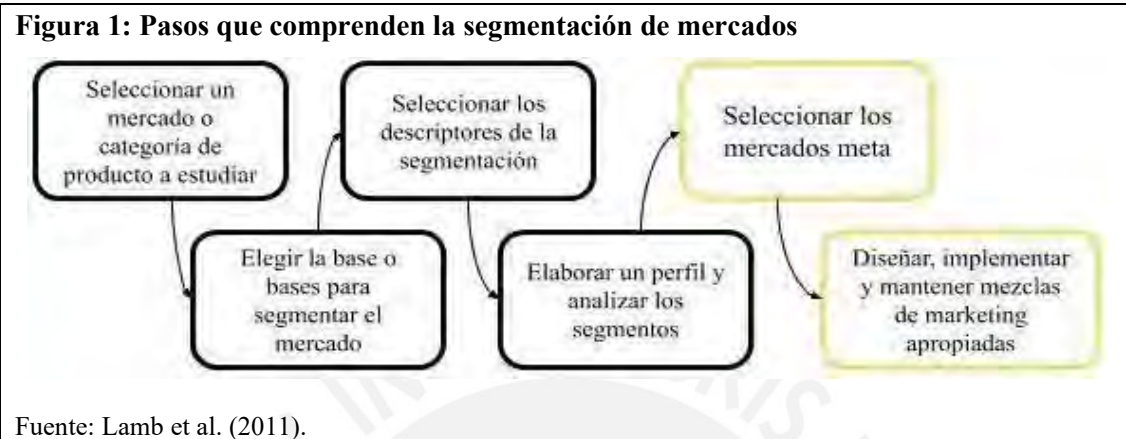 Figura 1: Pasos que comprenden la segmentación de mercados
Seleccionar un
mercado o
categoría de
producto a estudiar
Elegir la base o
bases para
segmentar el
mercado
Seleccionar los
descriptores de la
segmentación
Elaborar un perfil y
analizar los
segmentos
Seleccionar los
mercados meta
Diseñar, implementar
y mantener mezclas
de marketing
apropiadas
Fuente: Lamb et al. (2011).